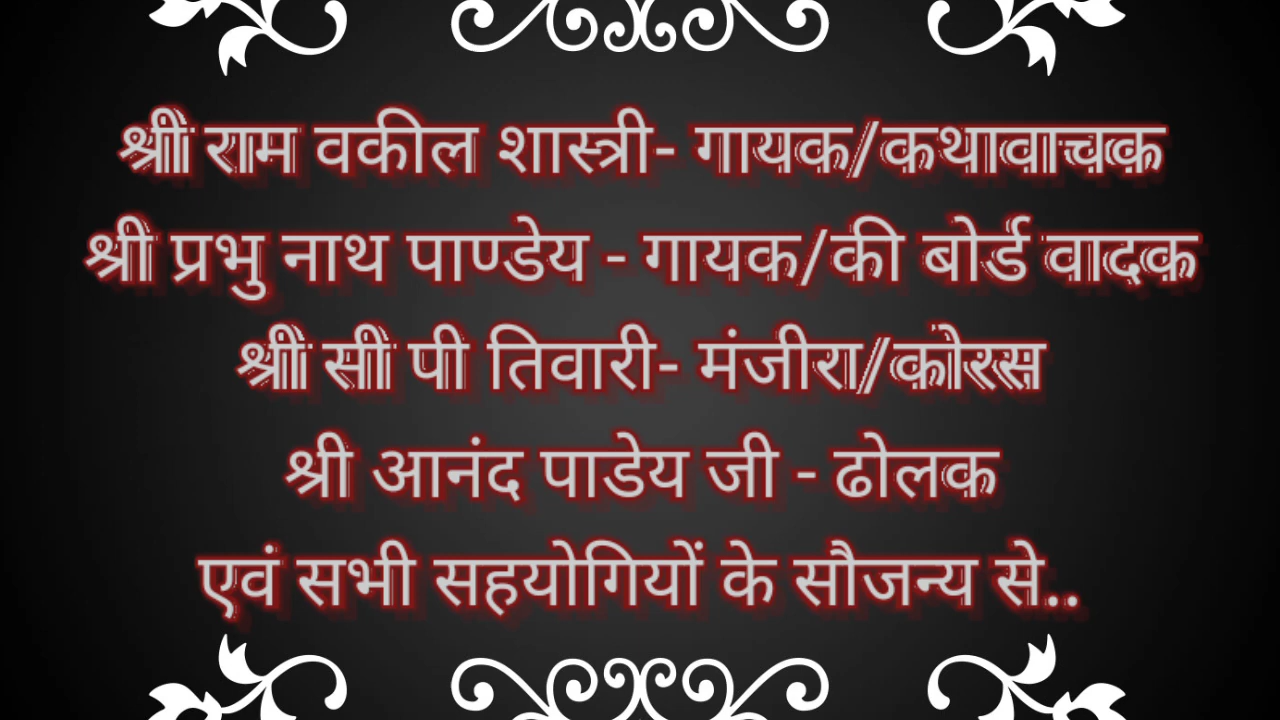 श्री राम वकील शास्त्री- गायक/कथावाचक
श्री प्रभु नाथ पाण्डेय - गायक/की बोर्ड वादक
श्री सी पी तिवारी- मंजीरा/कोरस
श्री आनंद पाडेय जी - ढोलक
एवं सभी सहयोगियों के सौजन्य से..